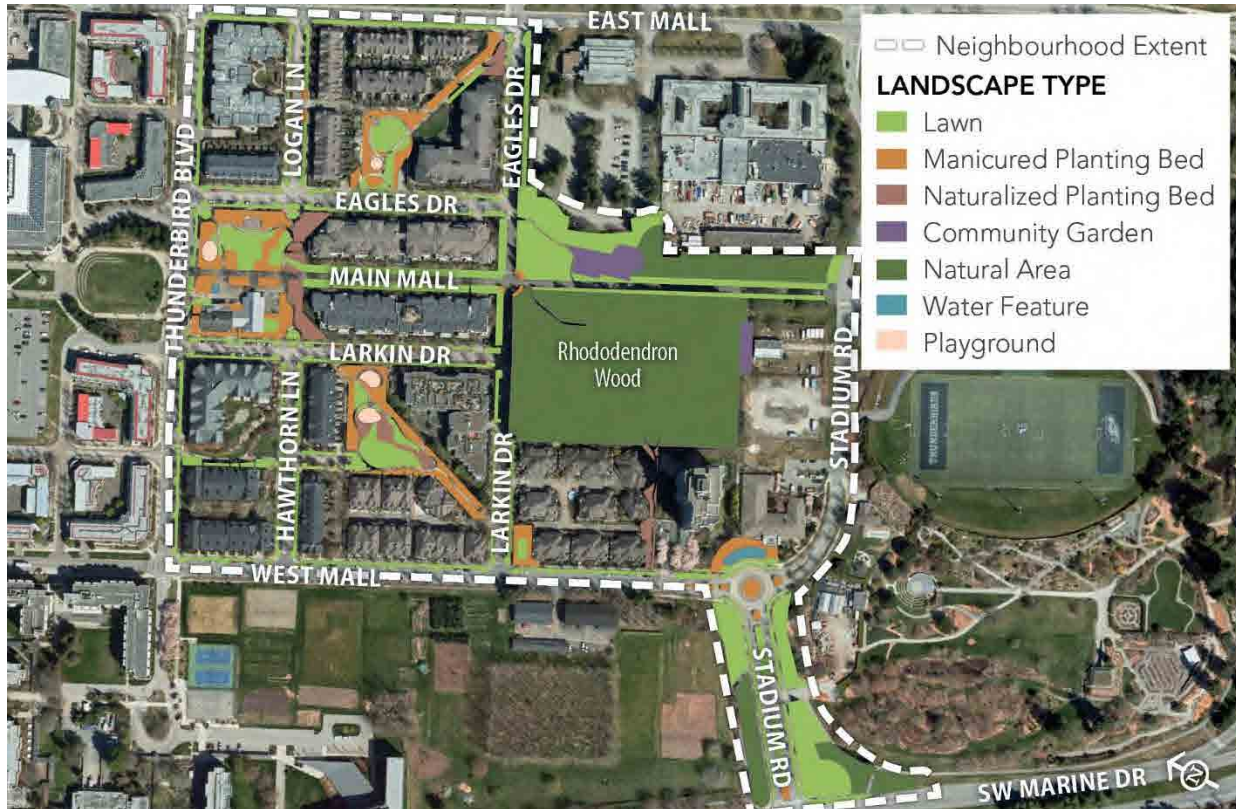 EAST MALL
Neighbourhood Extent
LANDSCAPE TYPE
Lawn
Manicured Planting Bed
Naturalized Planting Bed
Community Garden
Natural Area
Water Feature
Playground
THUNDERBIRD BLVD
LOGAN LN
EAGLES DR
EAGLES DR
MAIN MALL
LARKIN DR
Rhododendron
Wood
HAWTHORN LN
LARKIN DR
STADIUM RD
THUNDERBIRDS
WEST MALL
STADIUM RD
SW MARINE DR
N